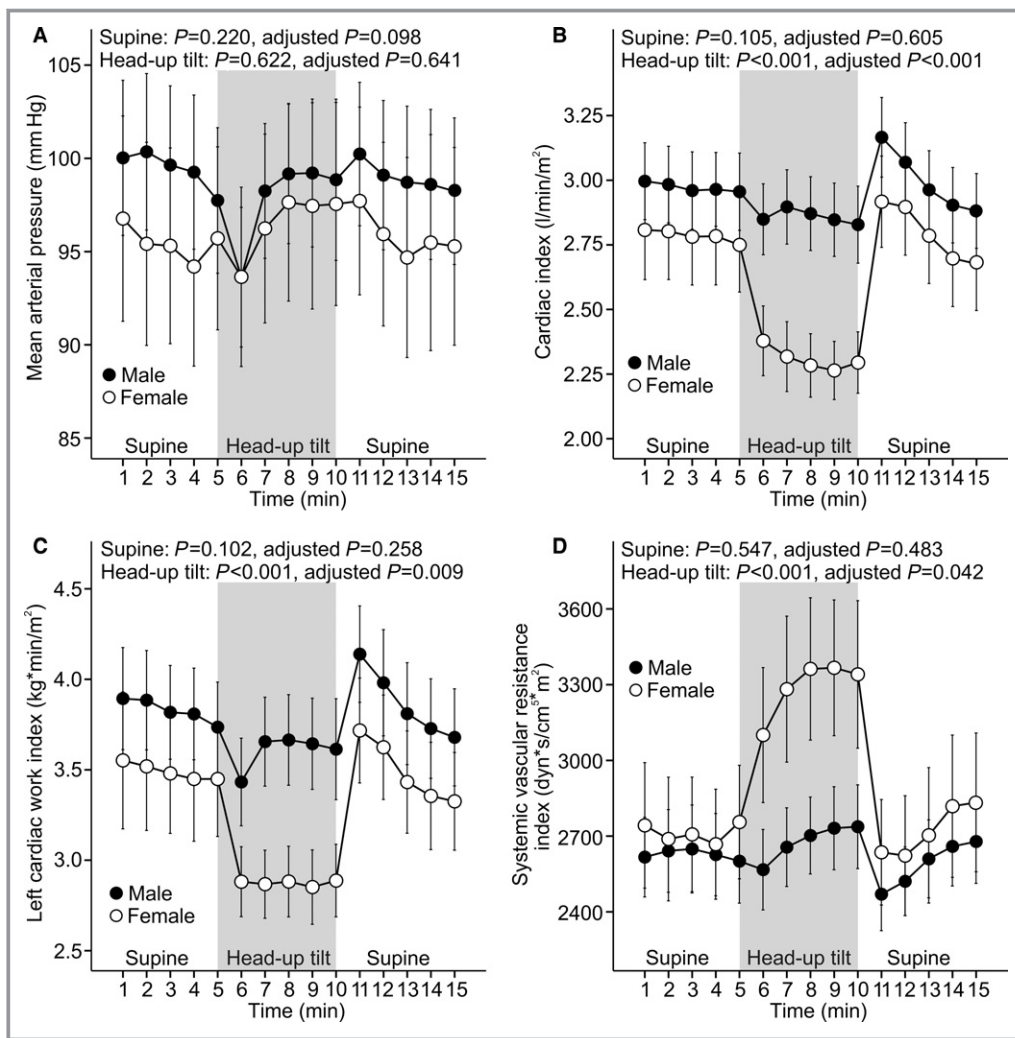 A
Supine: P=0.220, adjusted P=0.098
Head-up tilt: P=0.622, adjusted P=0.641
Mean arterial pressure (mm Hg)
105
100
95
90
85
Male
Female
Supine
Head-up tilt
Supine
1 2 3 4 5 6 7 8 9 10 11 12 13 14 15
Time (min)
B
Supine: P=0.105, adjusted P=0.605
Head-up tilt: P<0.001, adjusted P<0.001
Cardiac index (l/min/m²)
3.25
3.00
2.75
2.50
2.25
2.00
Male
Female
Supine
Head-up tilt
Supine
1 2 3 4 5 6 7 8 9 10 11 12 13 14 15
Time (min)
C
Supine: P=0.102, adjusted P=0.258
Head-up tilt: P<0.001, adjusted P=0.009
Left cardiac work index (kg*min/m²)
4.5
4.0
3.5
3.0
2.5
Male
Female
Supine
Head-up tilt
Supine
1 2 3 4 5 6 7 8 9 10 11 12 13 14 15
Time (min)
D
Supine: P=0.547, adjusted P=0.483
Head-up tilt: P<0.001, adjusted P=0.042
Systemic vascular resistance
index (dyn*s/cm⁵*m²)
3600
3300
3000
2700
2400
Male
Female
Supine
Head-up tilt
Supine
1 2 3 4 5 6 7 8 9 10 11 12 13 14 15
Time (min)